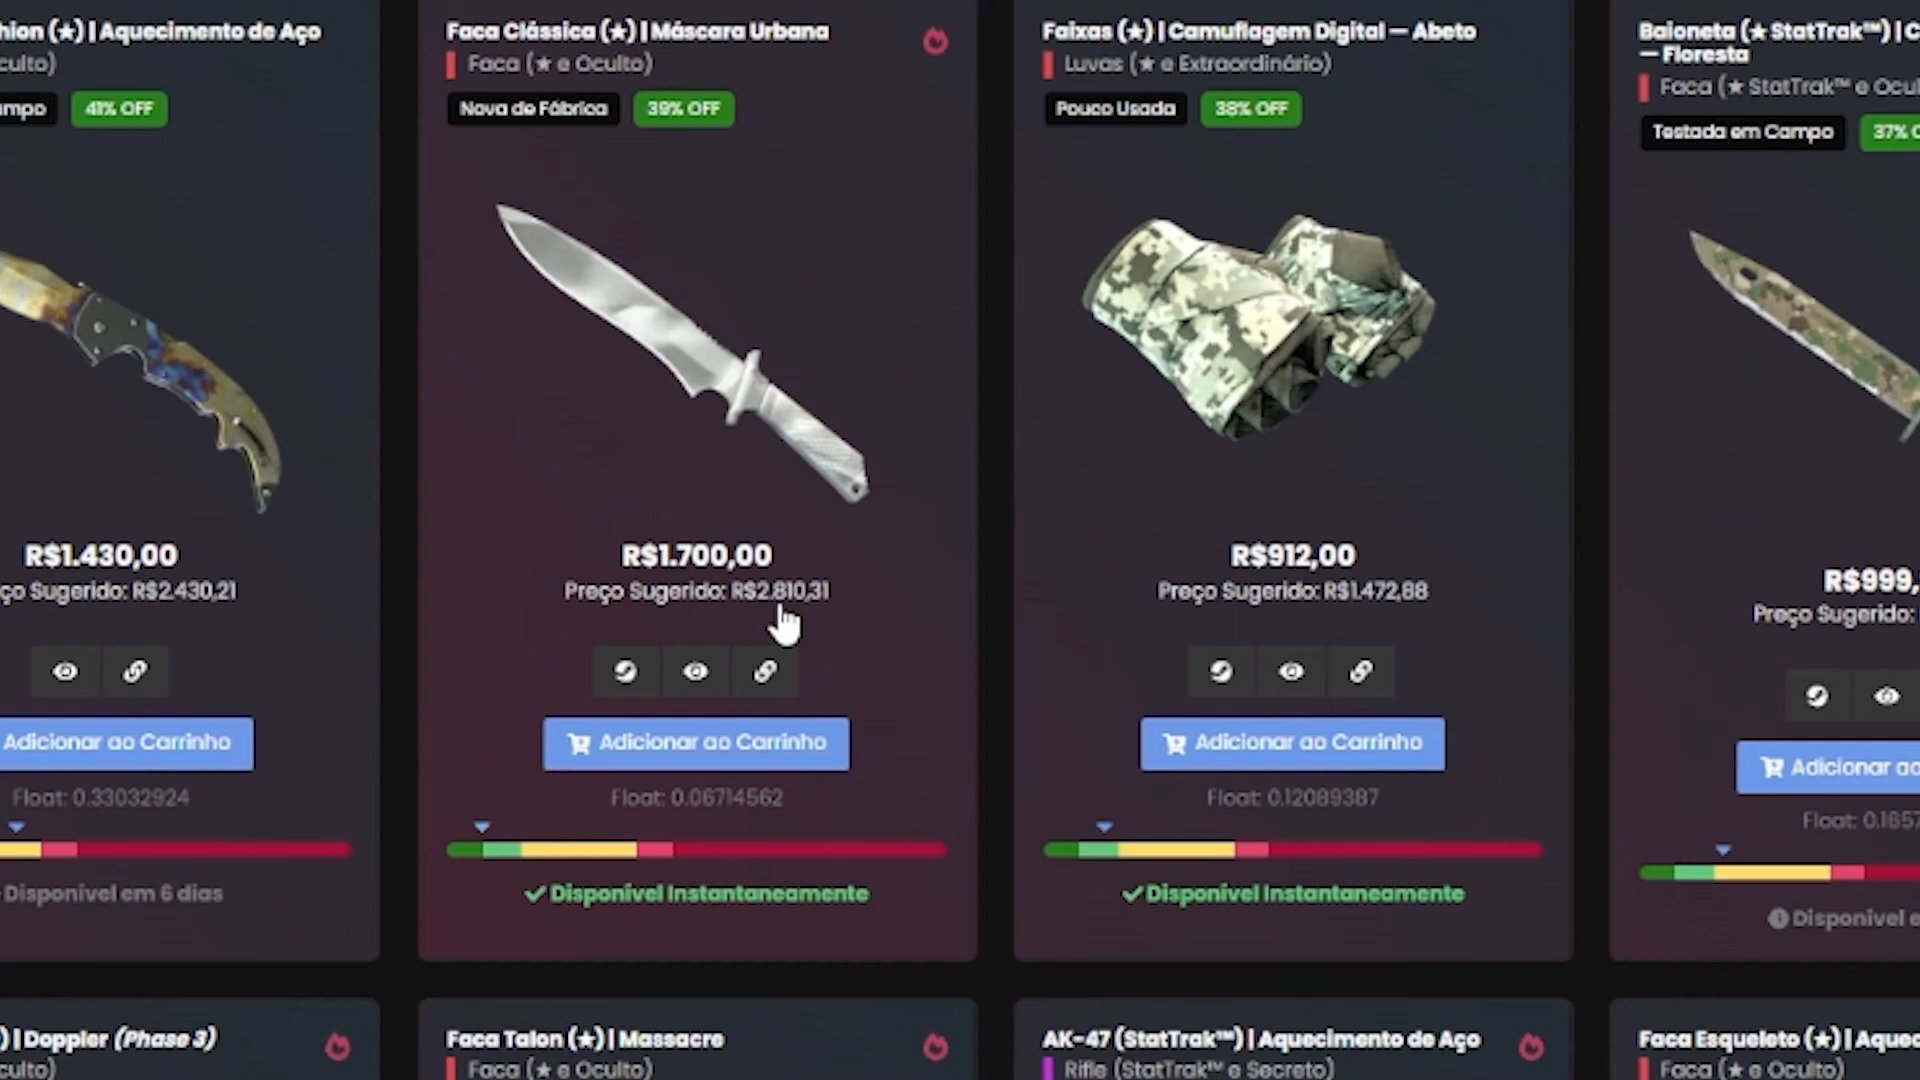 hion (★) | Aquecimento de Aço
culto)
ampo
41% OFF
R$1.430,00
ço Sugerido: R$2.430,21
Adicionar ao Carrinho
Float: 0.33032924
Disponível em 6 dias
Faca Clássica (★) | Máscara Urbana
Faca (★ e Oculto)
Nova de Fábrica
39% OFF
R$1.700,00
Preço Sugerido: R$2.810,31
Adicionar ao Carrinho
Float: 0.06714562
Disponível Instantaneamente
Faixas (★) | Camuflagem Digital — Abeto
Luvas (★ e Extraordinário)
Pouco Usada
38% OFF
R$912,00
Preço Sugerido: R$1.472,88
Adicionar ao Carrinho
Float: 0.12089387
Disponível Instantaneamente
Baioneta (★ StatTrak™) | C
— Floresta
Faca (★ StatTrak™ e Ocul
Testada em Campo
37% O
R$999,
Preço Sugerido:
Adicionar ao
Float: 0.1657
Disponível e
) | Doppler (Phase 3)
culto)
Faca Talon (★) | Massacre
Faca (★ e Oculto)
AK-47 (StatTrak™) | Aquecimento de Aço
Rifle (StatTrak™ e Secreto)
Faca Esqueleto (★) | Aquec
Faca (★ e Oculto)